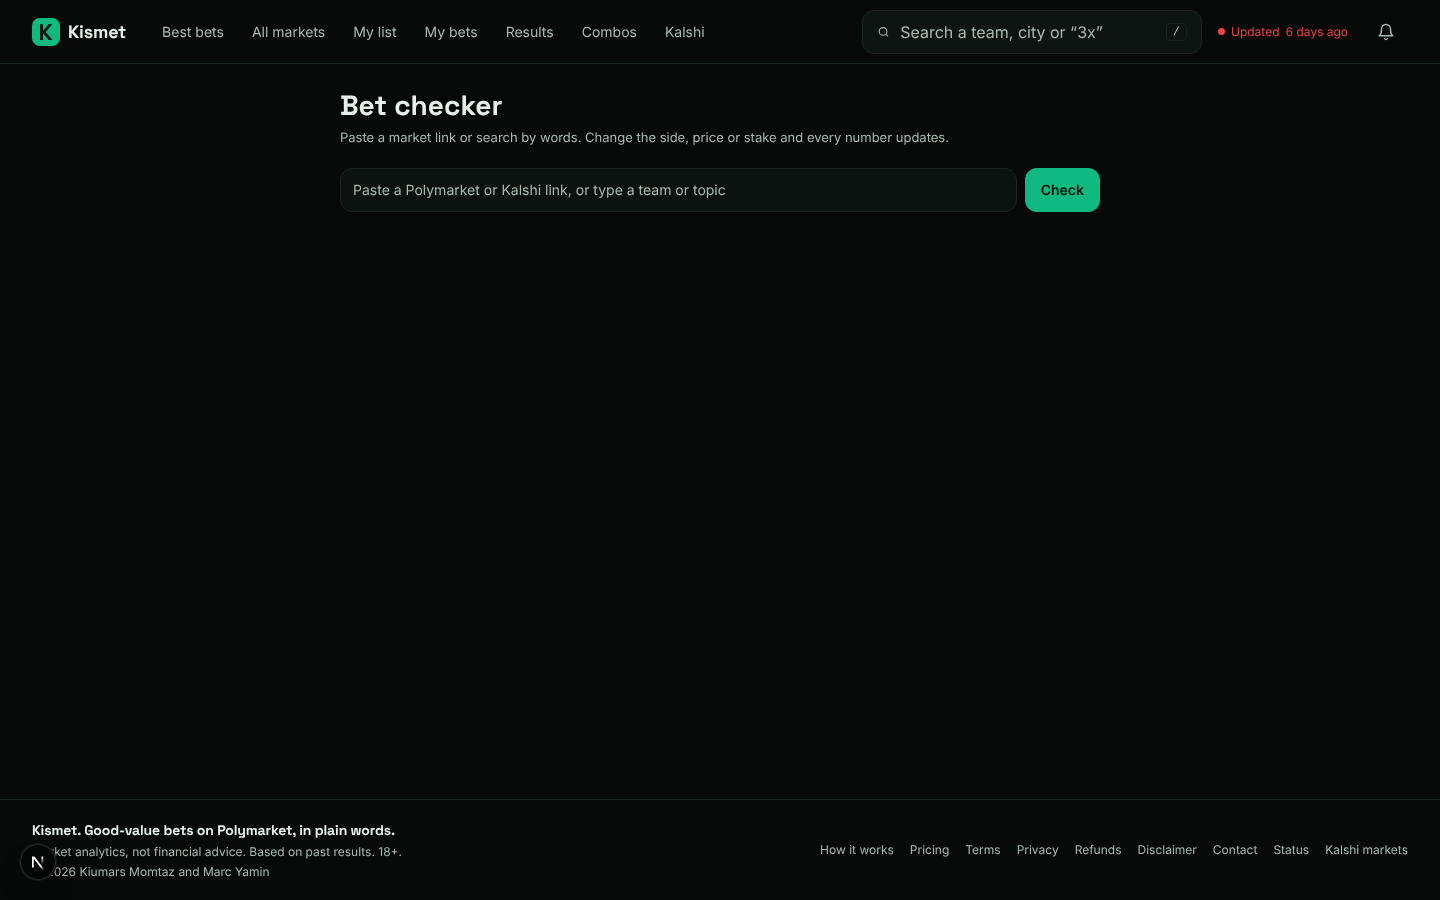 K Kismet
Best bets
All markets
My list
My bets
Results
Combos
Kalshi
Search a team, city or “3x”
/
Updated 6 days ago
Bet checker
Paste a market link or search by words. Change the side, price or stake and every number updates.
Paste a Polymarket or Kalshi link, or type a team or topic
Check
Kismet. Good-value bets on Polymarket, in plain words.
ket analytics, not financial advice. Based on past results. 18+.
N
2026 Kiumars Momtaz and Marc Yamin
How it works
Pricing
Terms
Privacy
Refunds
Disclaimer
Contact
Status
Kalshi markets